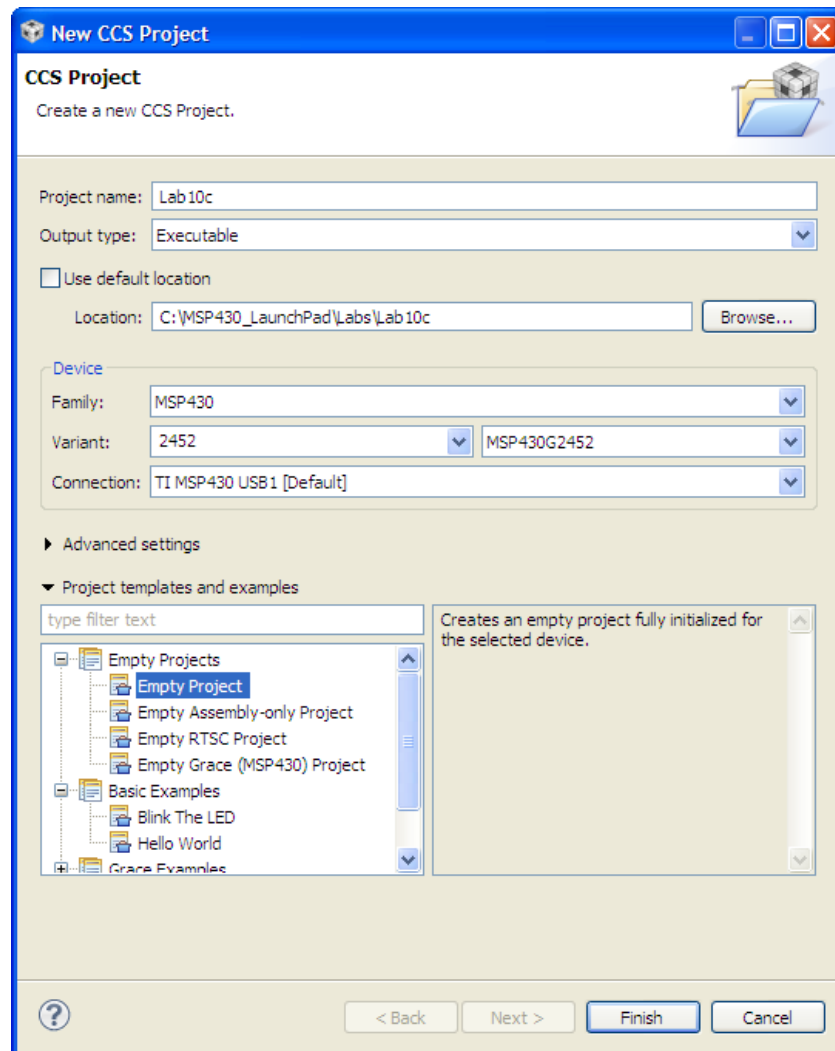 New CCS Project
CCS Project
Create a new CCS Project.
Project name: Lab10c
Output type: Executable
Use default location
Location: C:\MSP430_LaunchPad\Labs\Lab10c Browse...
Device
Family: MSP430
Variant: 2452 MSP430G2452
Connection: TI MSP430 USB1 [Default]
Advanced settings
Project templates and examples
type filter text
Creates an empty project fully initialized for
the selected device.
Empty Projects
Empty Project
Empty Assembly-only Project
Empty RTSC Project
Empty Grace (MSP430) Project
Basic Examples
Blink The LED
Hello World
Grace Examples
? < Back Next > Finish Cancel